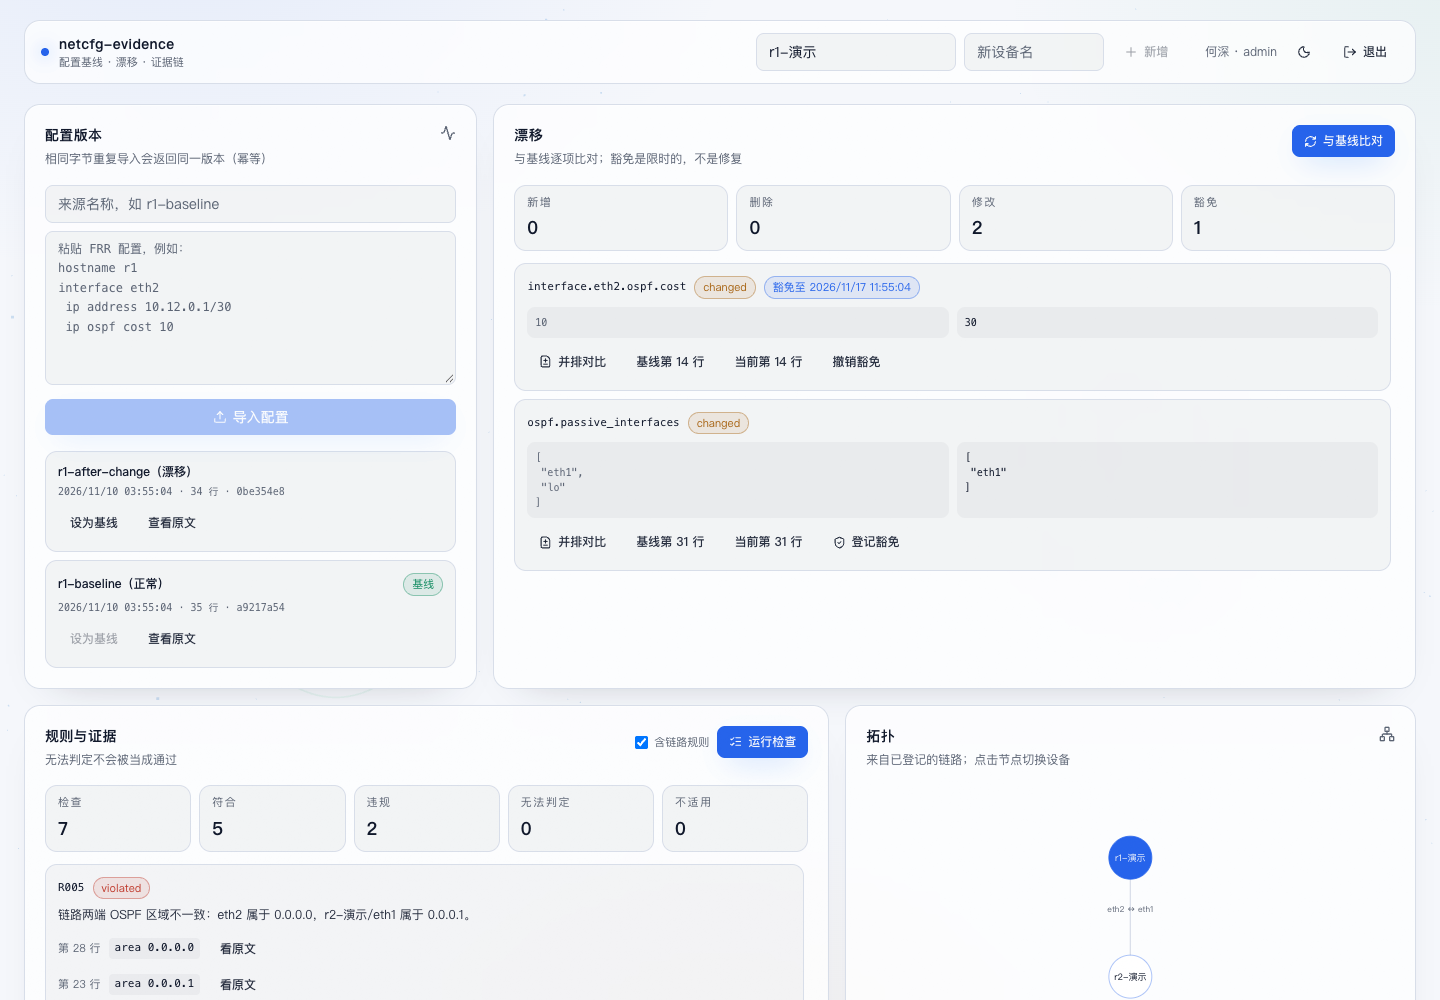 netcfg-evidence
配置基线 · 漂移 · 证据链
r1-演示
新设备名
新增
何深 · admin
退出
配置版本
相同字节重复导入会返回同一版本（幂等）
来源名称，如 r1-baseline
粘贴 FRR 配置，例如：
hostname r1
interface eth2
ip address 10.12.0.1/30
ip ospf cost 10
导入配置
r1-after-change（漂移）
2026/11/10 03:55:04 · 34 行 · 0be354e8
设为基线 查看原文
r1-baseline（正常） 基线
2026/11/10 03:55:04 · 35 行 · a9217a54
设为基线 查看原文
漂移
与基线逐项比对；豁免是限时的，不是修复
与基线比对
新增 删除 修改 豁免
0 0 2 1
interface.eth2.ospf.cost changed 豁免至 2026/11/17 11:55:04
10 30
并排对比 基线第 14 行 当前第 14 行 撤销豁免
ospf.passive_interfaces changed
[
"eth1",
"lo"
]
[
"eth1"
]
并排对比 基线第 31 行 当前第 31 行 登记豁免
规则与证据
无法判定不会被当成通过
含链路规则 运行检查
检查 符合 违规 无法判定 不适用
7 5 2 0 0
R005 violated
链路两端 OSPF 区域不一致：eth2 属于 0.0.0.0，r2-演示/eth1 属于 0.0.0.1。
第 28 行 area 0.0.0.0 看原文
第 23 行 area 0.0.0.1 看原文
拓扑
来自已登记的链路；点击节点切换设备
r1-演示
eth2 ⇔ eth1
r2-演示